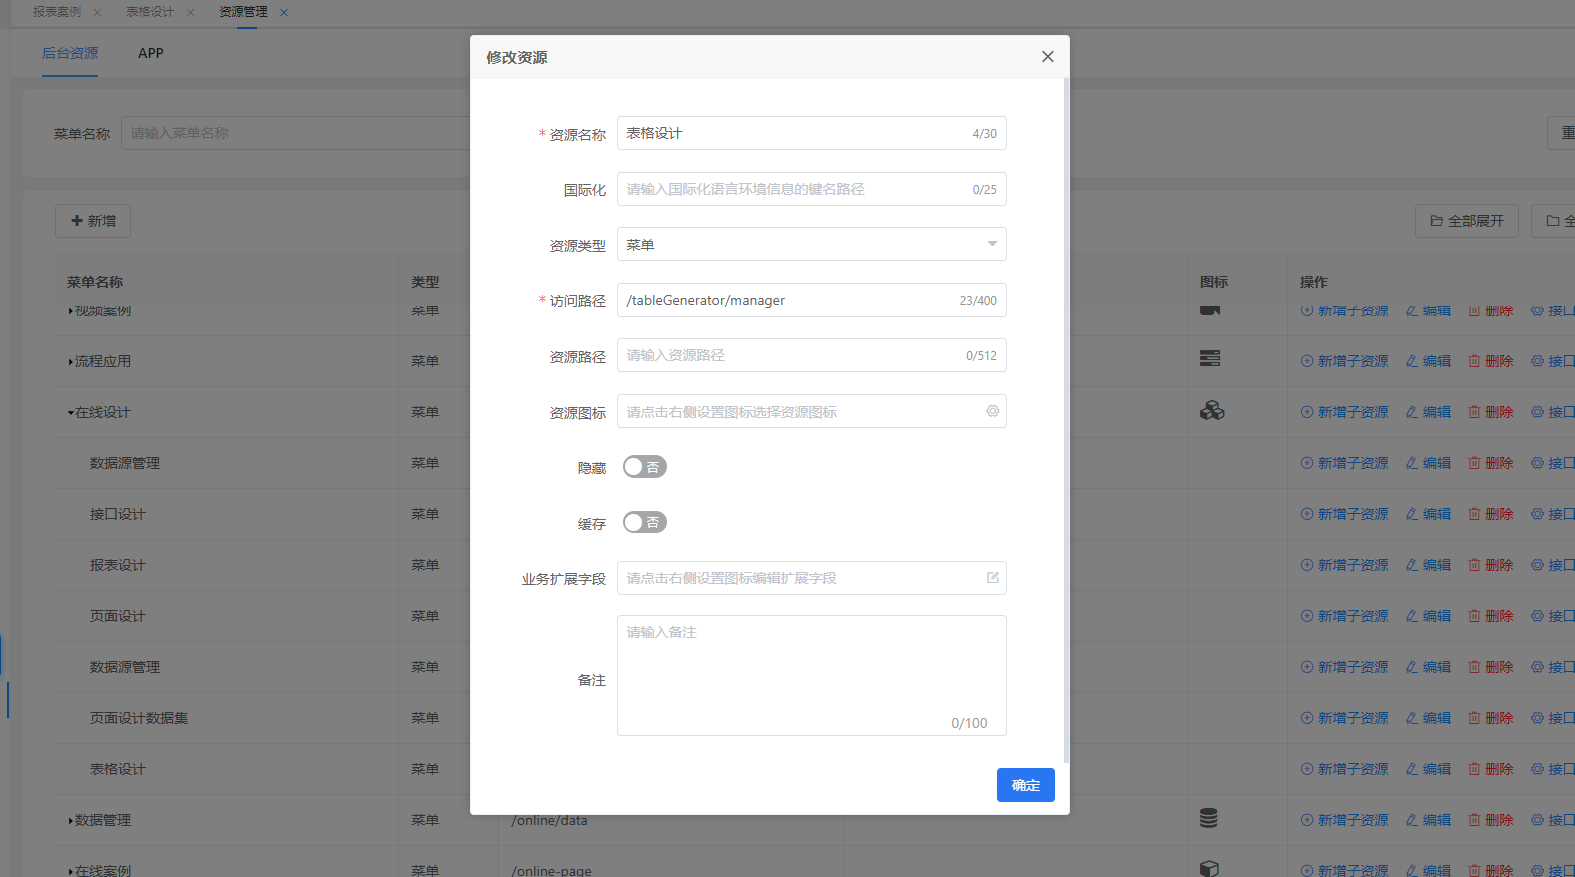 报表案例 表格设计 资源管理
后台资源 APP
菜单名称 请输入菜单名称 重
新增 全部展开 全
菜单名称 类型 图标 操作
视频案例 菜单 新增子资源 编辑 删除 接口
流程应用 菜单 新增子资源 编辑 删除 接口
在线设计 菜单 新增子资源 编辑 删除 接口
数据源管理 菜单 新增子资源 编辑 删除 接口
接口设计 菜单 新增子资源 编辑 删除 接口
报表设计 菜单 新增子资源 编辑 删除 接口
页面设计 菜单 新增子资源 编辑 删除 接口
数据源管理 菜单 新增子资源 编辑 删除 接口
页面设计数据集 菜单 新增子资源 编辑 删除 接口
表格设计 菜单 新增子资源 编辑 删除 接口
数据管理 菜单 /online/data 新增子资源 编辑 删除 接口
在线案例 菜单 /online-page 新增子资源 编辑 删除 接口
修改资源
* 资源名称 表格设计 4/30
国际化 请输入国际化语言环境信息的键名路径 0/25
资源类型 菜单
* 访问路径 /tableGenerator/manager 23/400
资源路径 请输入资源路径 0/512
资源图标 请点击右侧设置图标选择资源图标
隐藏 否
缓存 否
业务扩展字段 请点击右侧设置图标编辑扩展字段
备注 请输入备注
0/100
确定